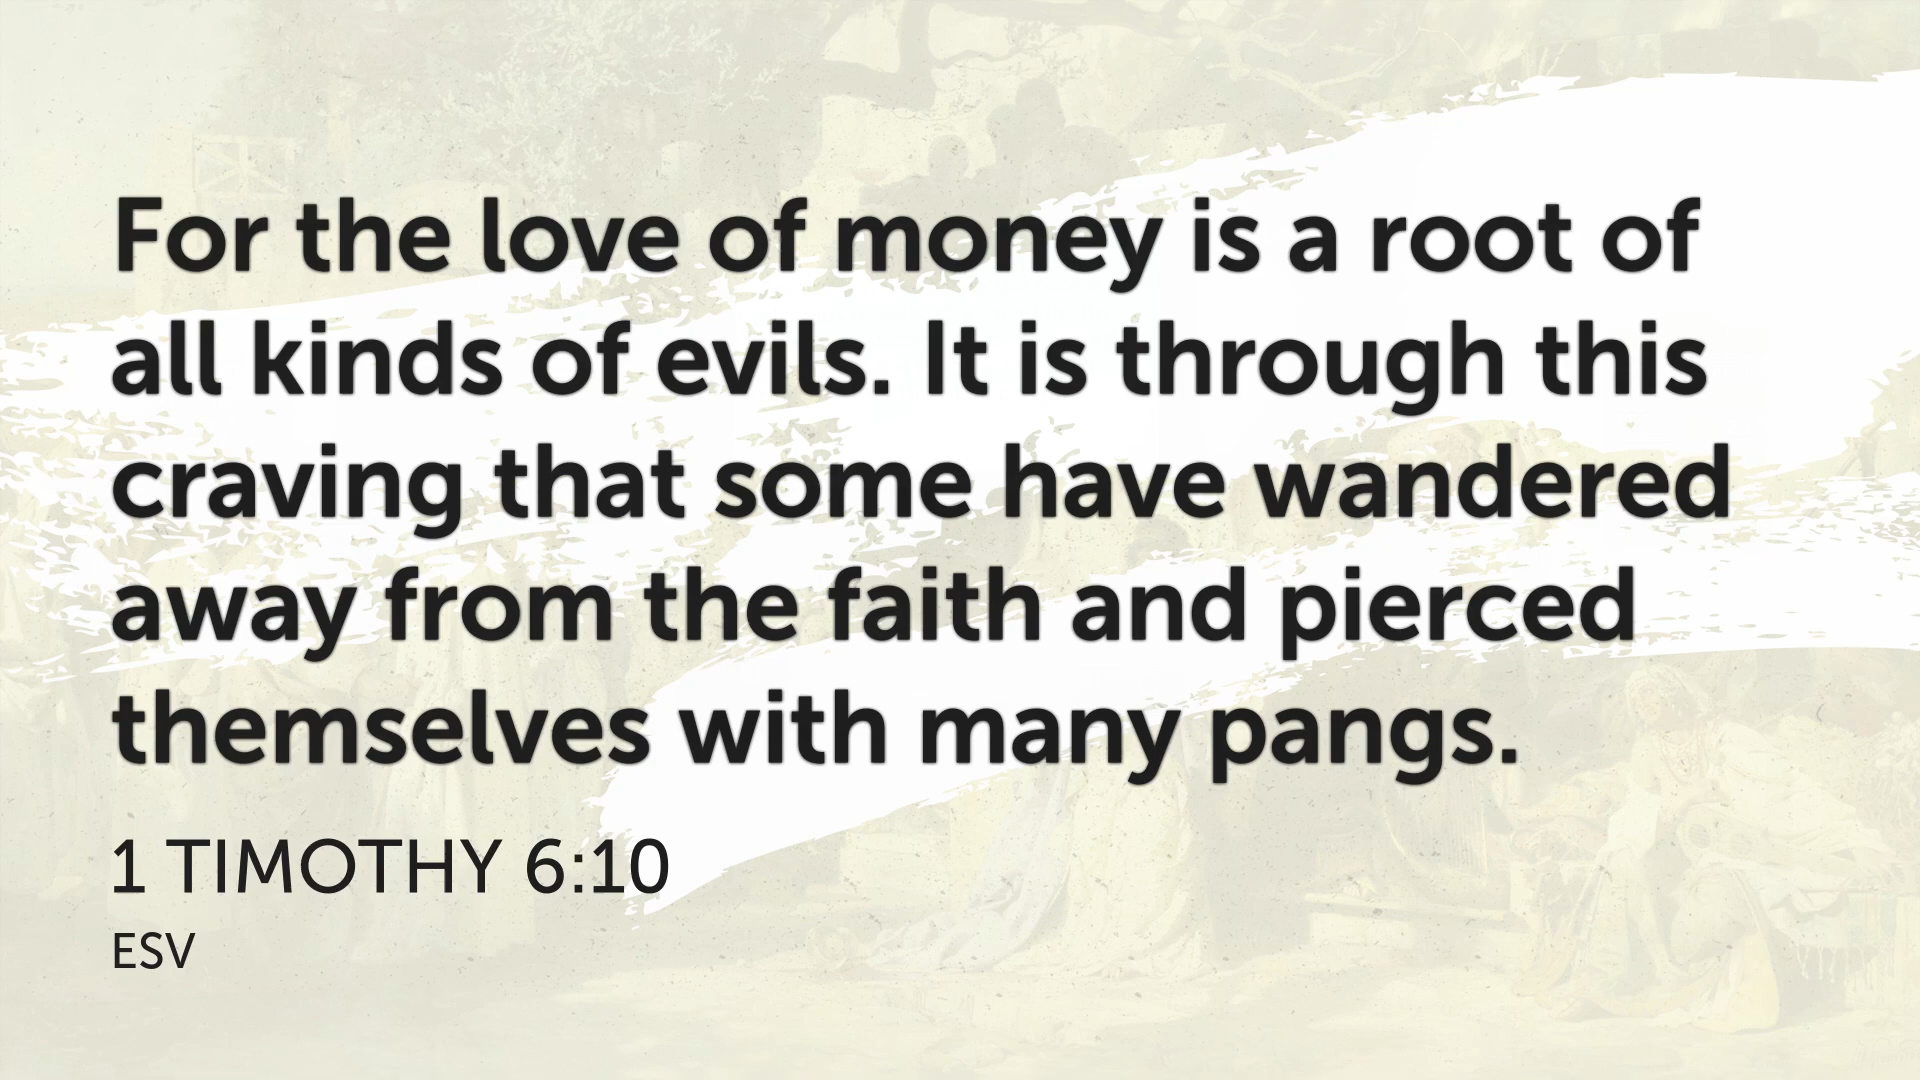 For the love of money is a root of
all kinds of evils. It is through this
craving that some have wandered
away from the faith and pierced
themselves with many pangs.
1 TIMOTHY 6:10
ESV